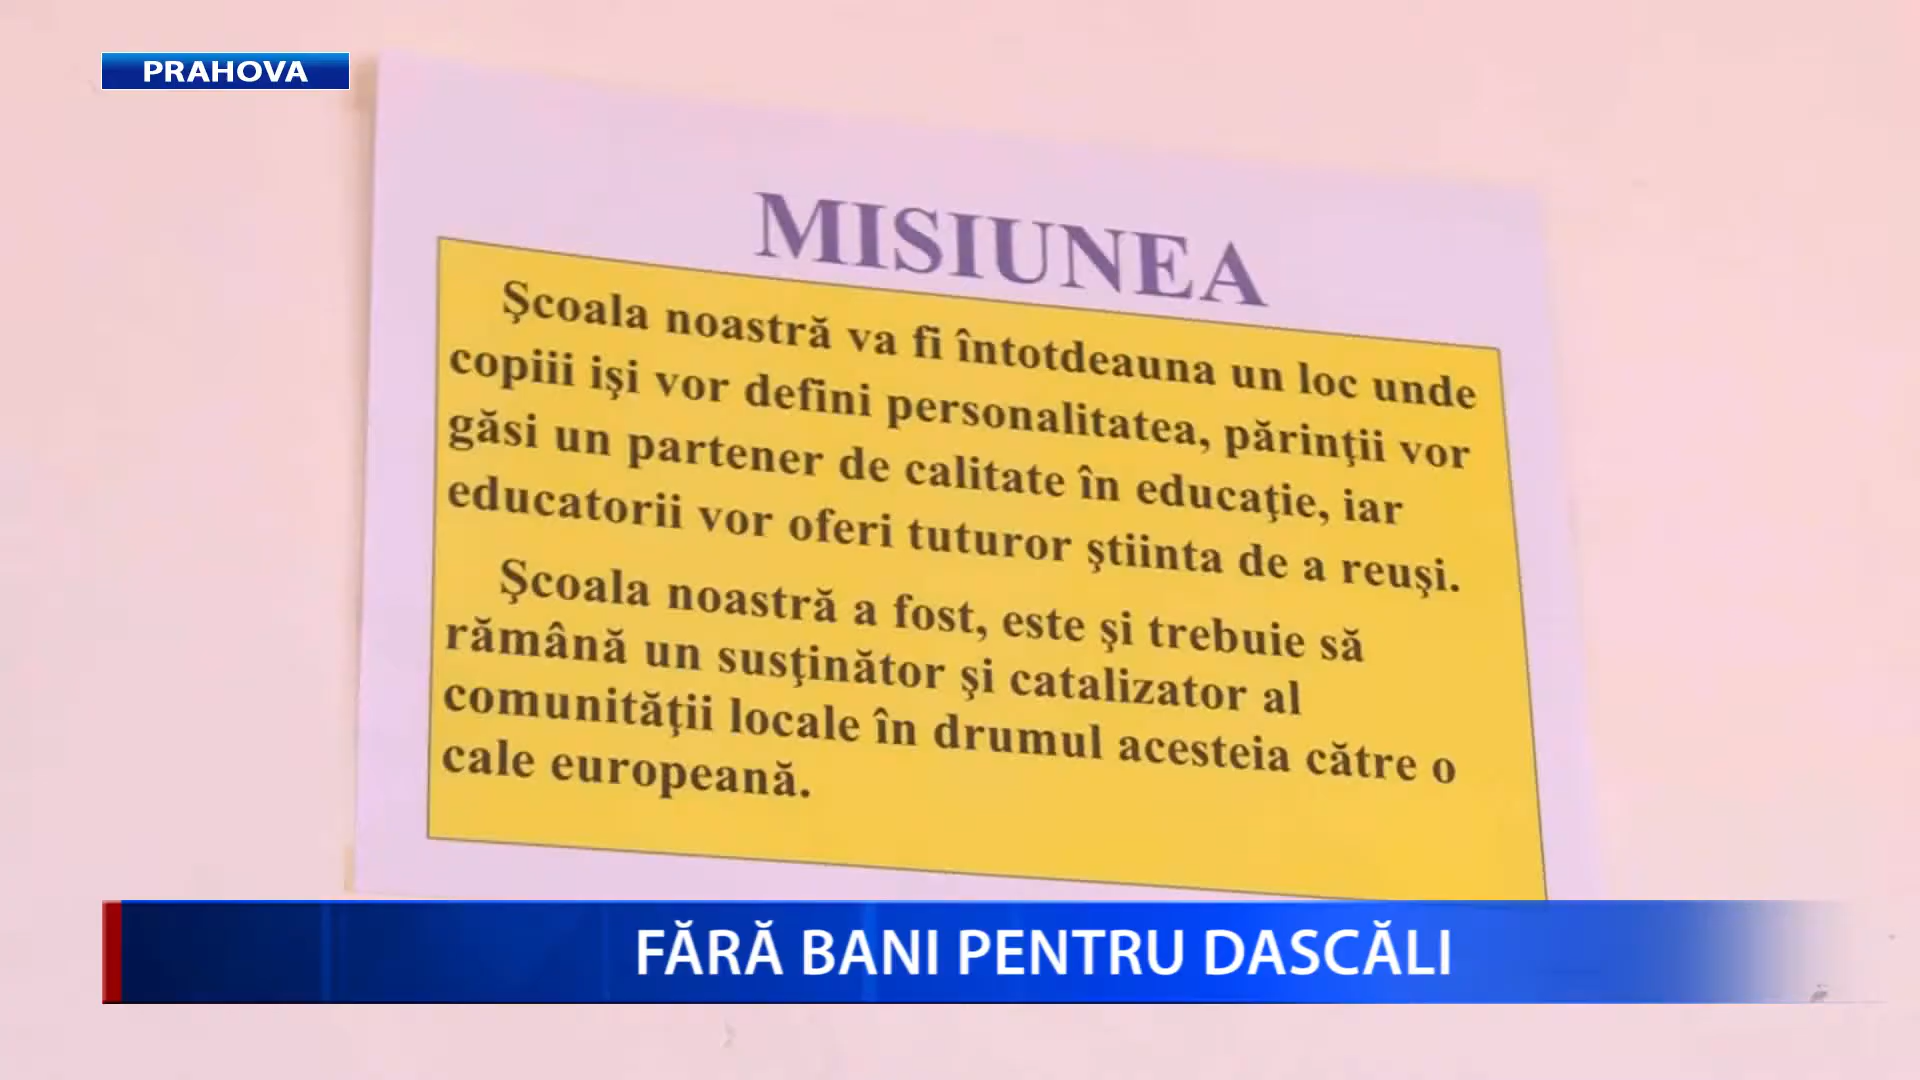 PRAHOVA
MISIUNEA
Şcoala noastră va fi întotdeauna un loc unde
copiii işi vor defini personalitatea, părinţii vor
găsi un partener de calitate în educaţie, iar
educatorii vor oferi tuturor ştiinta de a reuşi.
Şcoala noastră a fost, este şi trebuie să
rămână un susţinător şi catalizator al
comunităţii locale în drumul acesteia către o
cale europeană.
FĂRĂ BANI PENTRU DASCĂLI